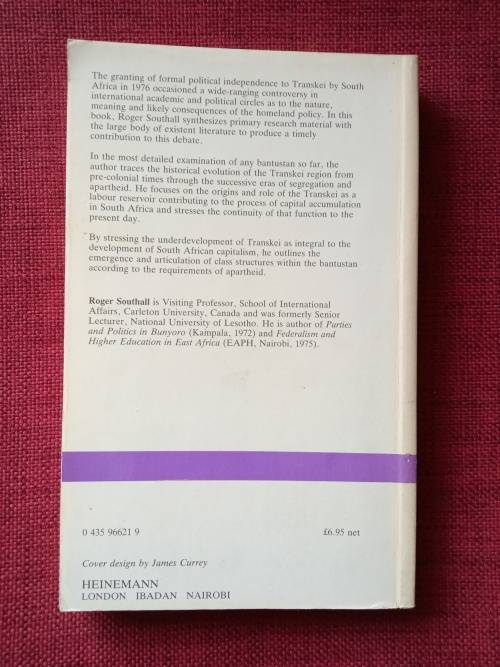 The granting of formal political independence to Transkei by South
Africa in 1976 occasioned a wide-ranging controversy in
international academic and political circles as to the nature,
meaning and likely consequences of the homeland policy. In this
book, Roger Southall synthesizes primary research material with
the large body of existent literature to produce a timely
contribution to this debate.
In the most detailed examination of any bantustan so far, the
author traces the historical evolution of the Transkei region from
pre-colonial times through the successive eras of segregation and
apartheid. He focuses on the origins and role of the Transkei as a
labour reservoir contributing to the process of capital accumulation
in South Africa and stresses the continuity of that function to the
present day.
By stressing the underdevelopment of Transkei as integral to the
development of South African capitalism, he outlines the
emergence and articulation of class structures within the bantustan
according to the requirements of apartheid.
Roger Southall is Visiting Professor, School of International
Affairs, Carleton University, Canada and was formerly Senior
Lecturer, National University of Lesotho. He is author of Parties
and Politics in Bunyoro (Kampala, 1972) and Federalism and
Higher Education in East Africa (EAPH, Nairobi, 1975).
0 435 96621 9 £6.95 net
Cover design by James Currey
HEINEMANN
LONDON IBADAN NAIROBI